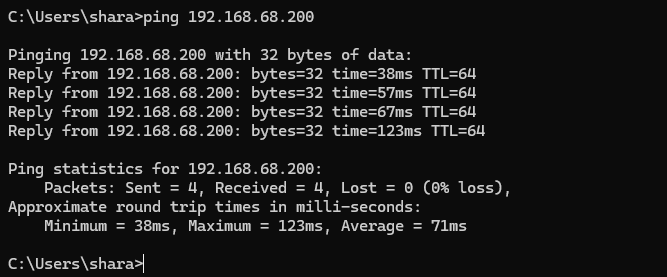 C:\Users\shara>ping 192.168.68.200
Pinging 192.168.68.200 with 32 bytes of data:
Reply from 192.168.68.200: bytes=32 time=38ms TTL=64
Reply from 192.168.68.200: bytes=32 time=57ms TTL=64
Reply from 192.168.68.200: bytes=32 time=67ms TTL=64
Reply from 192.168.68.200: bytes=32 time=123ms TTL=64
Ping statistics for 192.168.68.200:
    Packets: Sent = 4, Received = 4, Lost = 0 (0% loss),
Approximate round trip times in milli-seconds:
    Minimum = 38ms, Maximum = 123ms, Average = 71ms
C:\Users\shara>